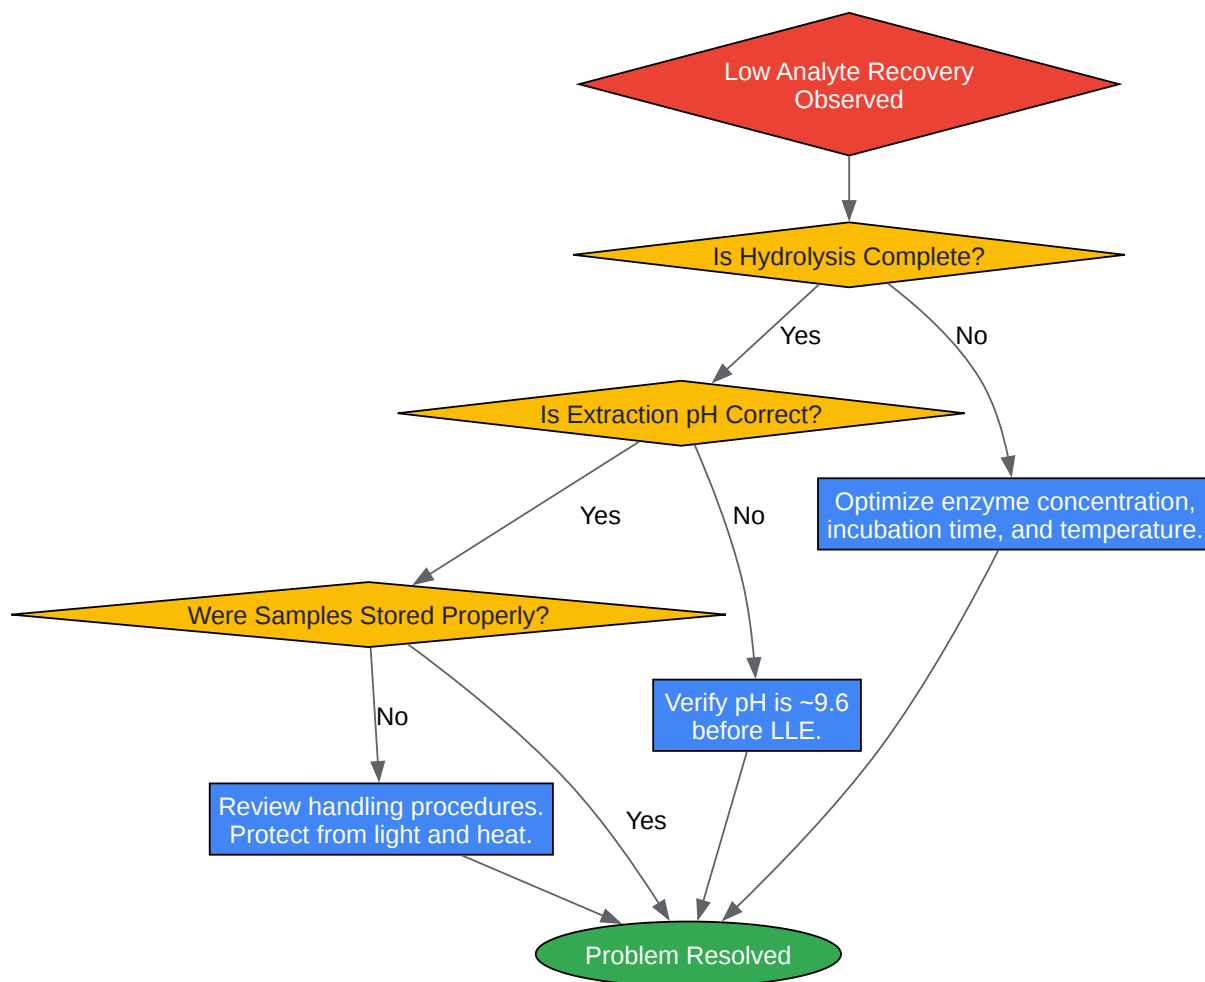 Low Analyte Recovery
Observed
Is Hydrolysis Complete?
Yes
No
Is Extraction pH Correct?
Optimize enzyme concentration,
incubation time, and temperature.
Yes
No
Were Samples Stored Properly?
Verify pH is ~9.6
before LLE.
No
Review handling procedures.
Protect from light and heat.
Yes
Problem Resolved